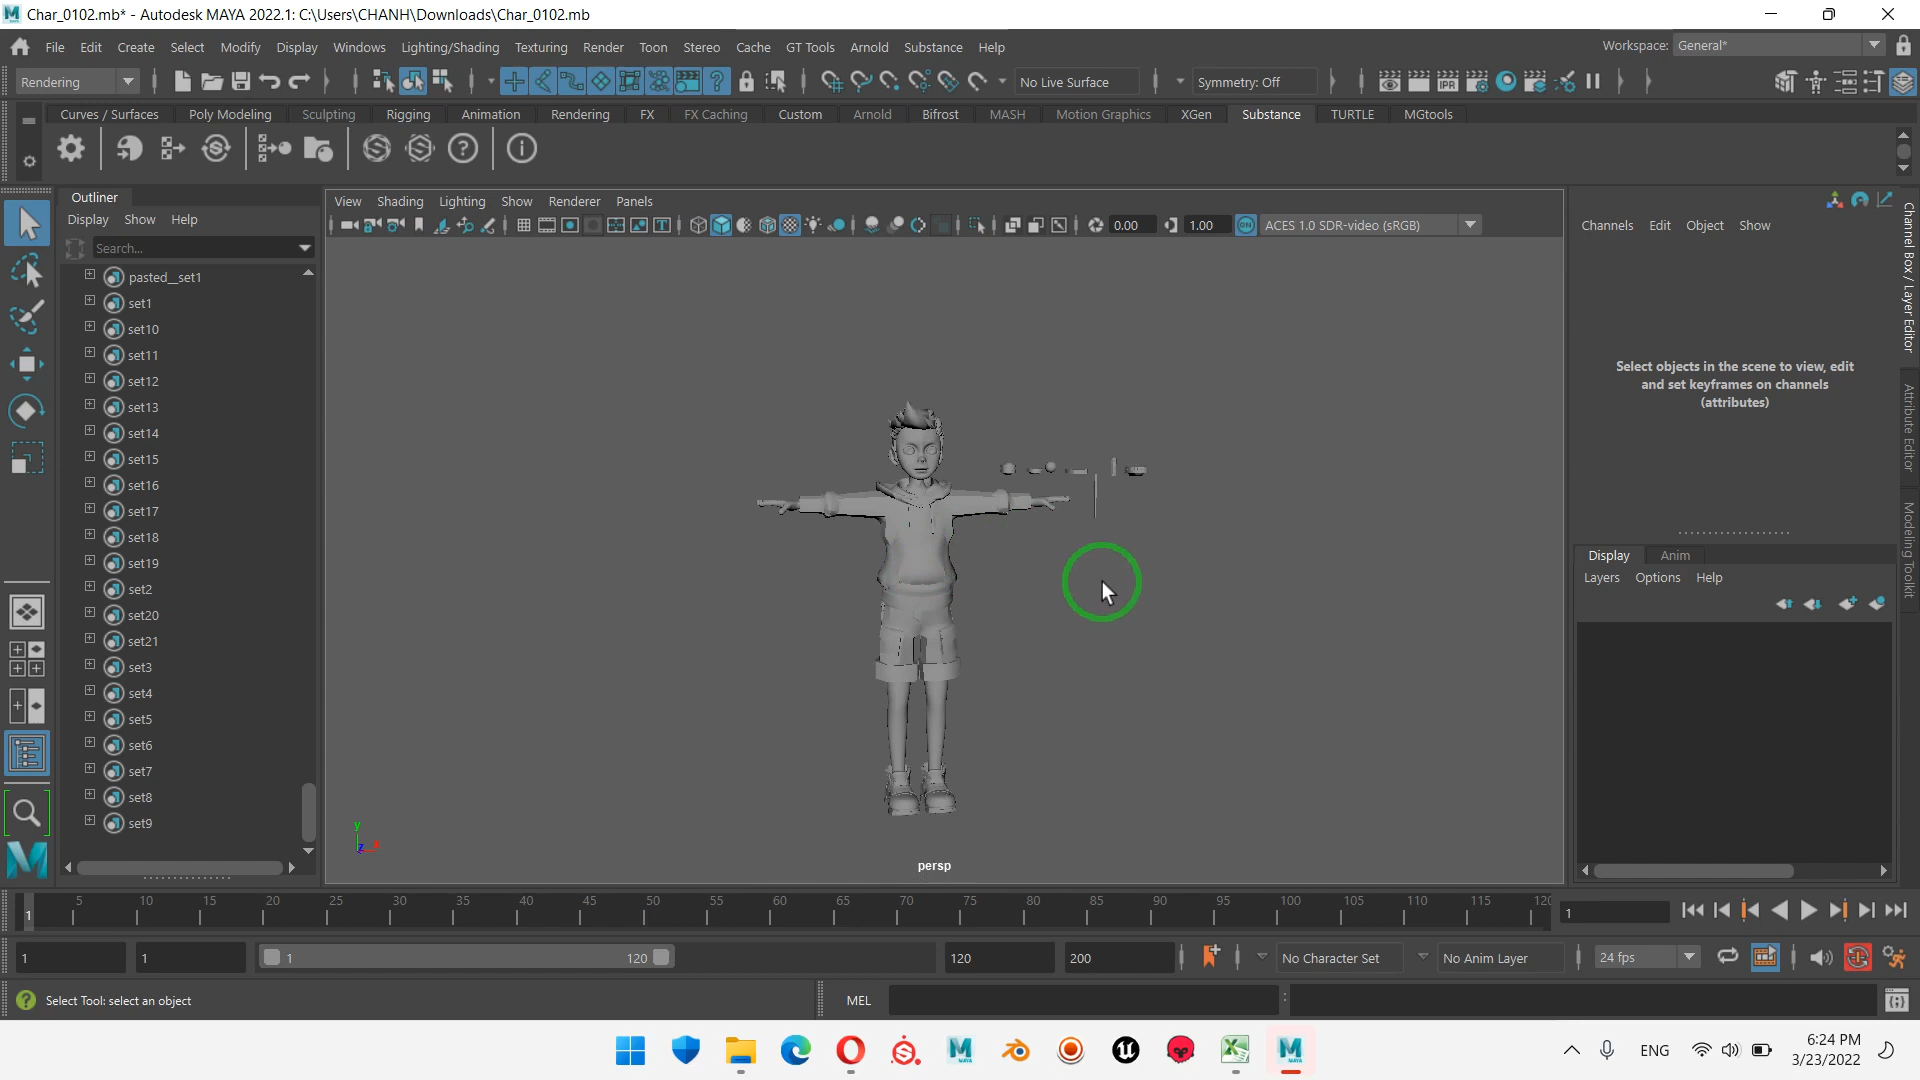 Char_0102.mb* - Autodesk MAYA 2022.1: C:\Users\CHANH\Downloads\Char_0102.mb
File Edit Create Select Modify Display Windows Lighting/Shading Texturing Render Toon Stereo Cache GT Tools Arnold Substance Help
Workspace: General*
Rendering
No Live Surface
Symmetry: Off
IPR
Curves / Surfaces Poly Modeling Sculpting Rigging Animation Rendering FX FX Caching Custom Arnold Bifrost MASH Motion Graphics XGen Substance TURTLE MGtools
Outliner
Display Show Help
Search...
pasted__set1
set1
set10
set11
set12
set13
set14
set15
set16
set17
set18
set19
set2
set20
set21
set3
set4
set5
set6
set7
set8
set9
View Shading Lighting Show Renderer Panels
0.00
1.00
ON
ACES 1.0 SDR-video (sRGB)
y
z
x
persp
Channels Edit Object Show
Select objects in the scene to view, edit
and set keyframes on channels
(attributes)
Display Anim
Layers Options Help
Channel Box / Layer Editor
Attribute Editor
Modeling Toolkit
1
5 10 15 20 25 30 35 40 45 50 55 60 65 70 75 80 85 90 95 100 105 110 115 120
1
1
1
1
120
120
200
No Character Set
No Anim Layer
24 fps
Select Tool: select an object
MEL
:
M
MAYA
MAYA
ENG
6:24 PM
3/23/2022